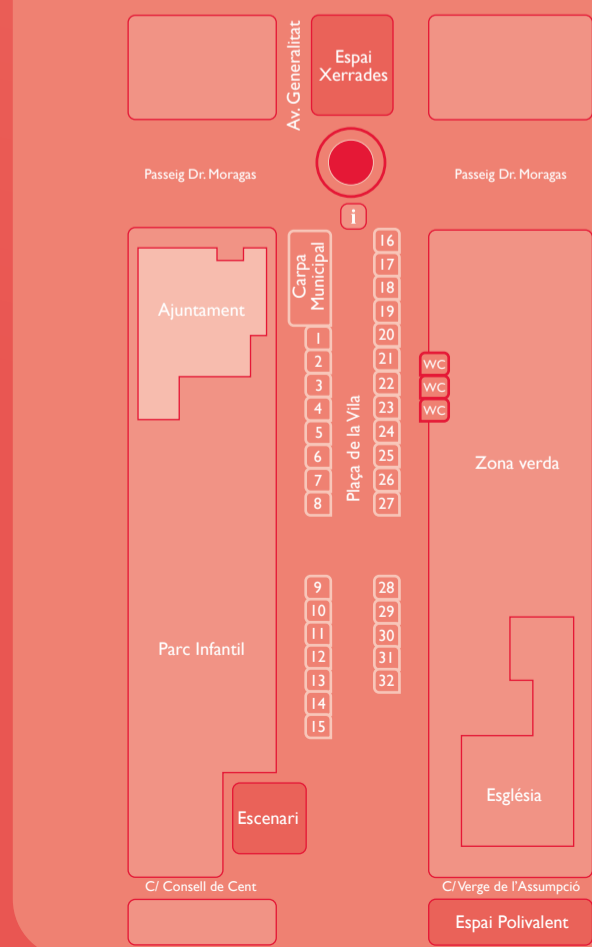 Av. Generalitat
Espai
Xerrades
Passeig Dr. Moragas
Passeig Dr. Moragas
i
Carpa
Municipal
Ajuntament
1
2
3
4
5
6
7
8
Plaça de la Vila
16
17
18
19
20
21
22
23
24
25
26
27
WC
WC
WC
Zona verda
9
10
11
12
13
14
15
28
29
30
31
32
Parc Infantil
Escenari
Església
C/ Consell de Cent
C/ Verge de l'Assumpció
Espai Polivalent